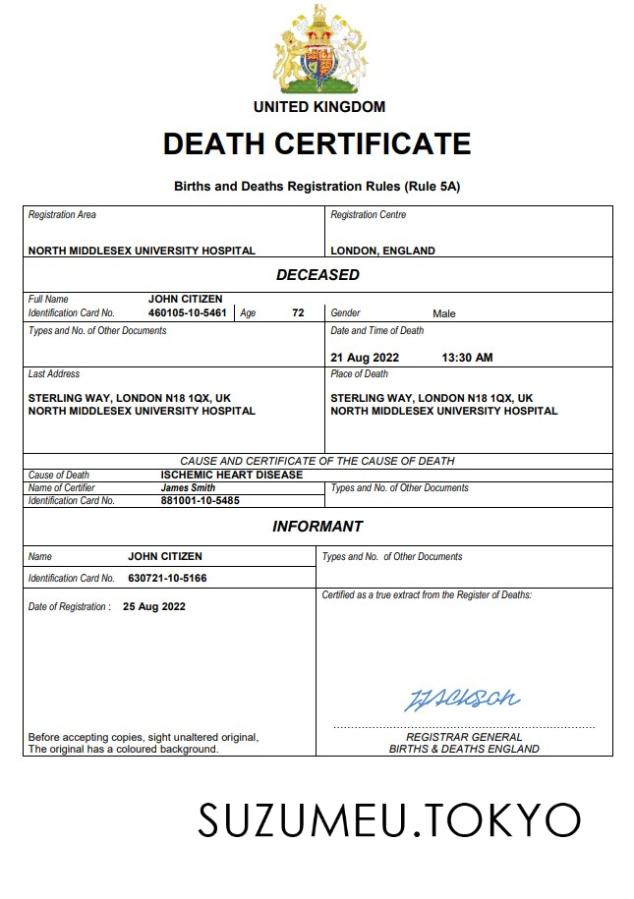 UNITED KINGDOM
DEATH CERTIFICATE
Births and Deaths Registration Rules (Rule 5A)
Registration Area
Registration Centre
NORTH MIDDLESEX UNIVERSITY HOSPITAL
LONDON, ENGLAND
DECEASED
Full Name JOHN CITIZEN
Identification Card No. 460105-10-5461 Age 72 Gender Male
Types and No. of Other Documents
Date and Time of Death
21 Aug 2022 13:30 AM
Last Address
Place of Death
STERLING WAY, LONDON N18 1QX, UK
NORTH MIDDLESEX UNIVERSITY HOSPITAL
STERLING WAY, LONDON N18 1QX, UK
NORTH MIDDLESEX UNIVERSITY HOSPITAL
CAUSE AND CERTIFICATE OF THE CAUSE OF DEATH
Cause of Death ISCHEMIC HEART DISEASE
Name of Certifier James Smith
Types and No. of Other Documents
Identification Card No. 881001-10-5485
INFORMANT
Name JOHN CITIZEN
Types and No. of Other Documents
Identification Card No. 630721-10-5166
Date of Registration : 25 Aug 2022
Certified as a true extract from the Register of Deaths:
Before accepting copies, sight unaltered original,
The original has a coloured background.
REGISTRAR GENERAL
BIRTHS & DEATHS ENGLAND
SUZUMEU.TOKYO